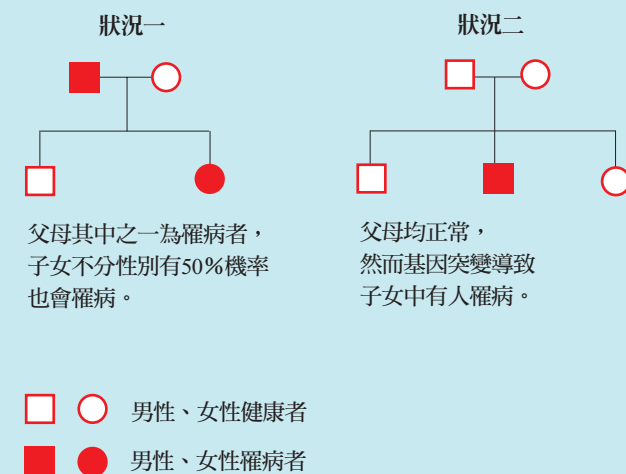 狀況一
狀況二
父母其中之一為罹病者，
子女不分性別有50%機率
也會罹病。
父母均正常，
然而基因突變導致
子女中有人罹病。
男性、女性健康者
男性、女性罹病者